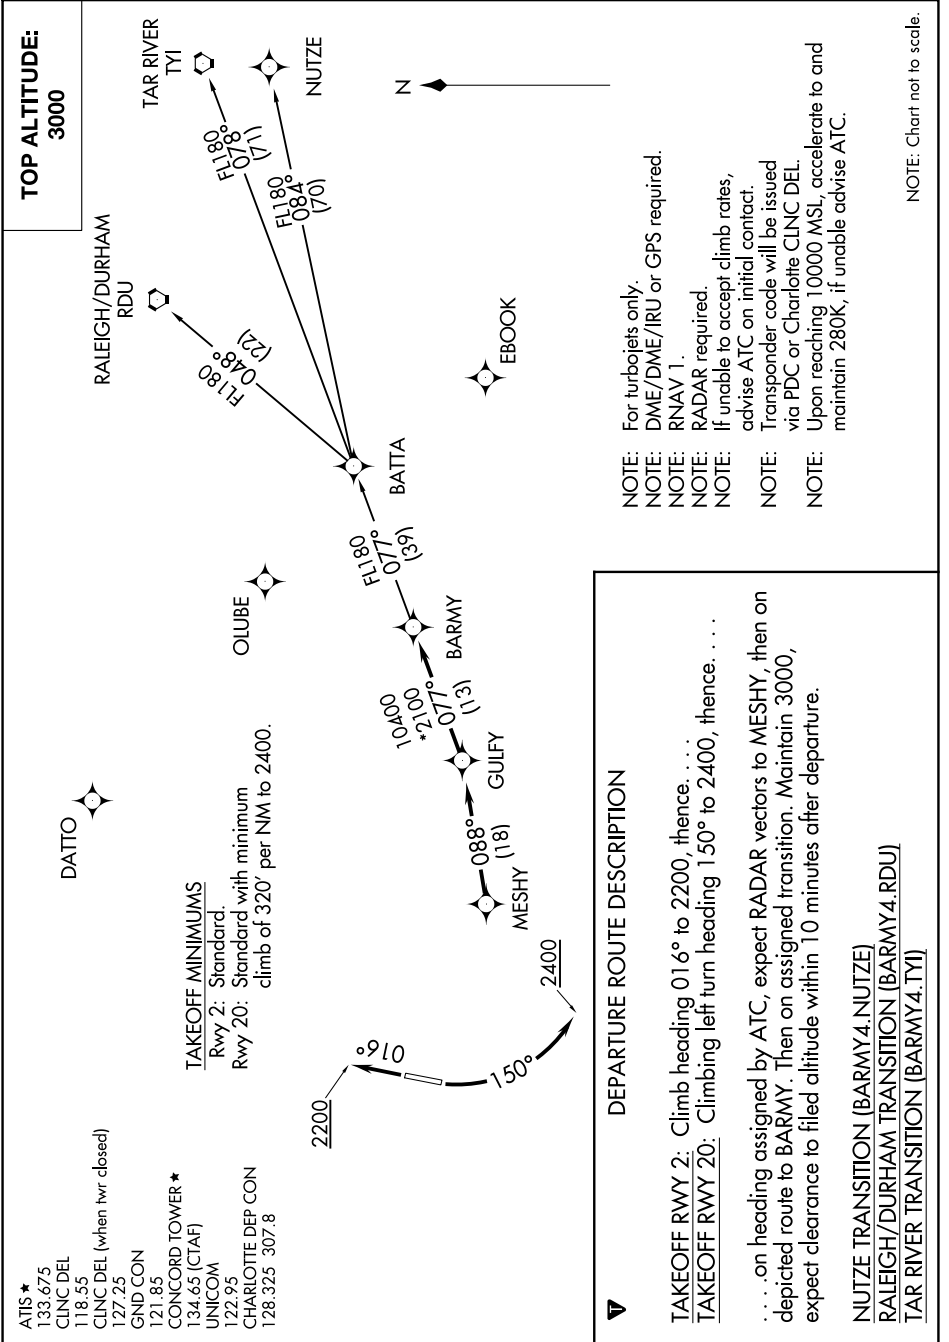 TOP ALTITUDE:
3000
ATIS ★
133.675
CLNC DEL
118.55
CLNC DEL (when twr closed)
127.25
GND CON
121.85
CONCORD TOWER ★
134.65 (CTAF)
UNICOM
122.95
CHARLOTTE DEP CON
128.325 307.8
TAKEOFF MINIMUMS
Rwy 2: Standard.
Rwy 20: Standard with minimum
climb of 320' per NM to 2400.
DATTO
OLUBE
RALEIGH/DURHAM
RDU
TAR RIVER
TYI
NUTZE
N
FL180
048°
(22)
FL180
078°
(71)
FL180
084°
(70)
BATTA
EBOOK
FL180
077°
(39)
BARMY
10400
*2100
077°
(13)
GULFY
088°
(18)
MESHY
2200
016°
150°
2400
NOTE: For turbojets only.
NOTE: DME/DME/IRU or GPS required.
NOTE: RNAV 1.
NOTE: RADAR required.
NOTE: If unable to accept climb rates,
advise ATC on initial contact.
NOTE: Transponder code will be issued
via PDC or Charlotte CLNC DEL.
NOTE: Upon reaching 10000 MSL, accelerate to and
maintain 280K, if unable advise ATC.
NOTE: Chart not to scale.
T
DEPARTURE ROUTE DESCRIPTION
TAKEOFF RWY 2: Climb heading 016° to 2200, thence. . . .
TAKEOFF RWY 20: Climbing left turn heading 150° to 2400, thence. . . .
. . . .on heading assigned by ATC, expect RADAR vectors to MESHY, then on
depicted route to BARMY. Then on assigned transition. Maintain 3000,
expect clearance to filed altitude within 10 minutes after departure.
NUTZE TRANSITION (BARMY4.NUTZE)
RALEIGH/DURHAM TRANSITION (BARMY4.RDU)
TAR RIVER TRANSITION (BARMY4.TYI)